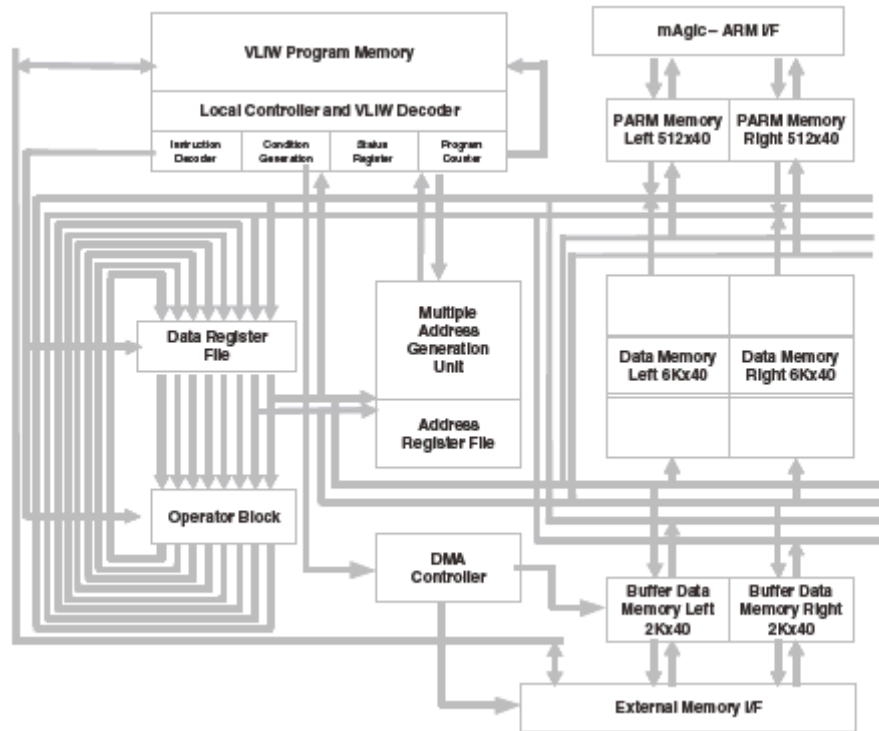 VLIW Program Memory
mAgic – ARM I/F
Local Controller and VLIW Decoder
Instruction
Decoder
Condition
Generation
Status
Register
Program
Counter
PARM Memory
Left 512x40
PARM Memory
Right 512x40
Multiple
Address
Generation
Unit
Data Register
File
Data Memory
Left 6Kx40
Data Memory
Right 6Kx40
Address
Register File
Operator Block
DMA
Controller
Buffer Data
Memory Left
2Kx40
Buffer Data
Memory Right
2Kx40
External Memory I/F